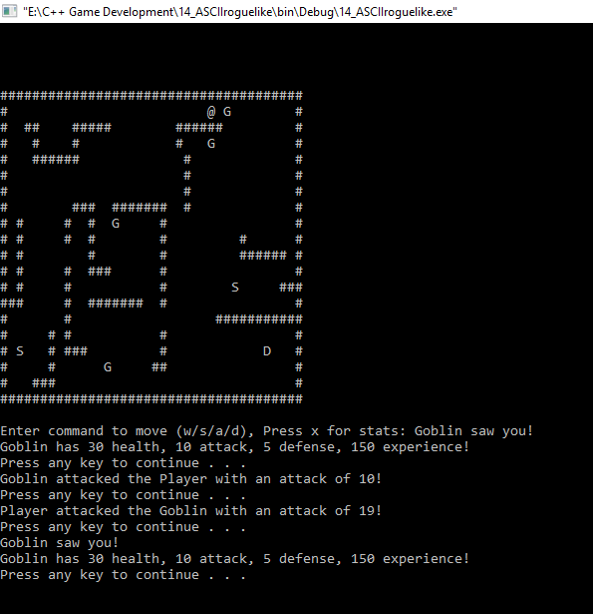 "E:\C++ Game Development\14_ASCIIroguelike\bin\Debug\14_ASCIIroguelike.exe"
######################################
#                         @ G        #
#  ##    #####        ######         #
#   #    #            #   G          #
#   ######             #             #
#                      #             #
#                      #             #
#        ###  #######  #             #
# #     #  #  G     #                #
# #     #  #        #         #      #
# #        #        #         ###### #
# #     #  ###      #                #
# #     #           #        S     ###
###     #  #######  #                #
#       #                  ###########
#     # #           #                #
# S   # ###         #            D   #
#     #      G     ##                #
#   ###                              #
######################################
Enter command to move (w/s/a/d), Press x for stats: Goblin saw you!
Goblin has 30 health, 10 attack, 5 defense, 150 experience!
Press any key to continue . . .
Goblin attacked the Player with an attack of 10!
Press any key to continue . . .
Player attacked the Goblin with an attack of 19!
Press any key to continue . . .
Goblin saw you!
Goblin has 30 health, 10 attack, 5 defense, 150 experience!
Press any key to continue . . .